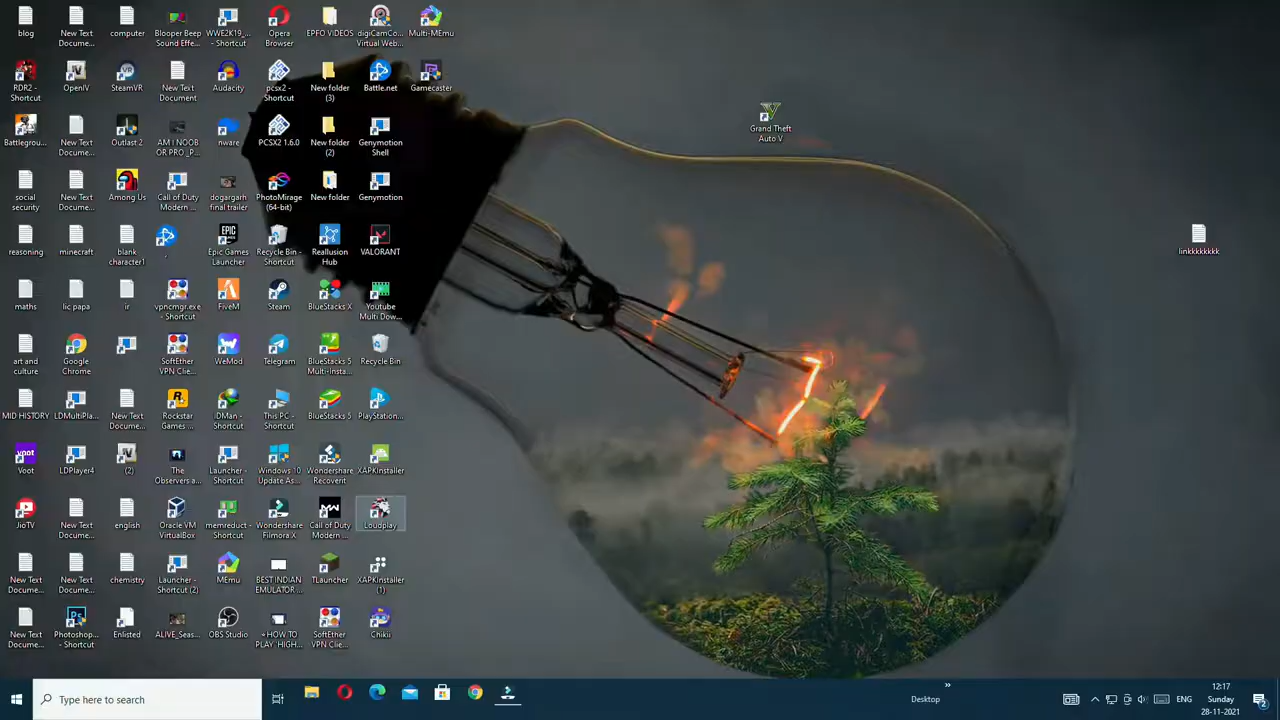 blog
New Text
Docume...
computer
Blooper Beep
Sound Effe...
WWE2K19_...
- Shortcut
Opera
Browser
EPFO VIDEOS
digiCamCo...
Virtual Web...
Multi-MEmu
RDR2 -
Shortcut
OpenIV
SteamVR
New Text
Document
Audacity
pcsx2 -
Shortcut
New folder
(3)
Battle.net
Gamecaster
Battlegrou...
New Text
Docume...
Outlast 2
AM I NOOB
OR PRO _P...
nware
PCSX2 1.6.0
New folder
(2)
Genymotion
Shell
Grand Theft
Auto V
social
security
New Text
Docume...
Among Us
Call of Duty
Modern ...
dogargarh
final trailer
PhotoMirage
(64-bit)
New folder
Genymotion
reasoning
minecraft
blank
character1
.
Epic Games
Launcher
Recycle Bin -
Shortcut
Reallusion
Hub
VALORANT
linkkkkkkkk
maths
lic papa
ir
vpncmgr.exe
- Shortcut
FiveM
Steam
BlueStacks X
Youtube
Multi Dow...
art and
culture
Google
Chrome
SoftEther
VPN Clie...
WeMod
Telegram
BlueStacks 5
Multi-Insta...
Recycle Bin
MID HISTORY
LDMultiPla...
New Text
Docume...
Rockstar
Games ...
IDMan -
Shortcut
This PC -
Shortcut
BlueStacks 5
PlayStation...
voot
Voot
LDPlayer4
(2)
The
Observers a...
Launcher -
Shortcut
Windows 10
Update As...
Wondershare
Recoverit
XAPKInstaller
JioTV
New Text
Docume...
english
Oracle VM
VirtualBox
memreduct -
Shortcut
Wondershare
Filmora X
Call of Duty
Modern ...
Loudplay
New Text
Docume...
New Text
Docume...
chemistry
Launcher -
Shortcut (2)
MEmu
BEST INDIAN
EMULATOR ...
TLauncher
XAPKInstaller
(1)
New Text
Docume...
Photoshop...
- Shortcut
Enlisted
ALIVE_Seas...
OBS Studio
⭐HOW TO
PLAY  HIGH...
SoftEther
VPN Clie...
Chikii
Type here to search
Desktop
»
ENG
12:17
Sunday
28-11-2021
2